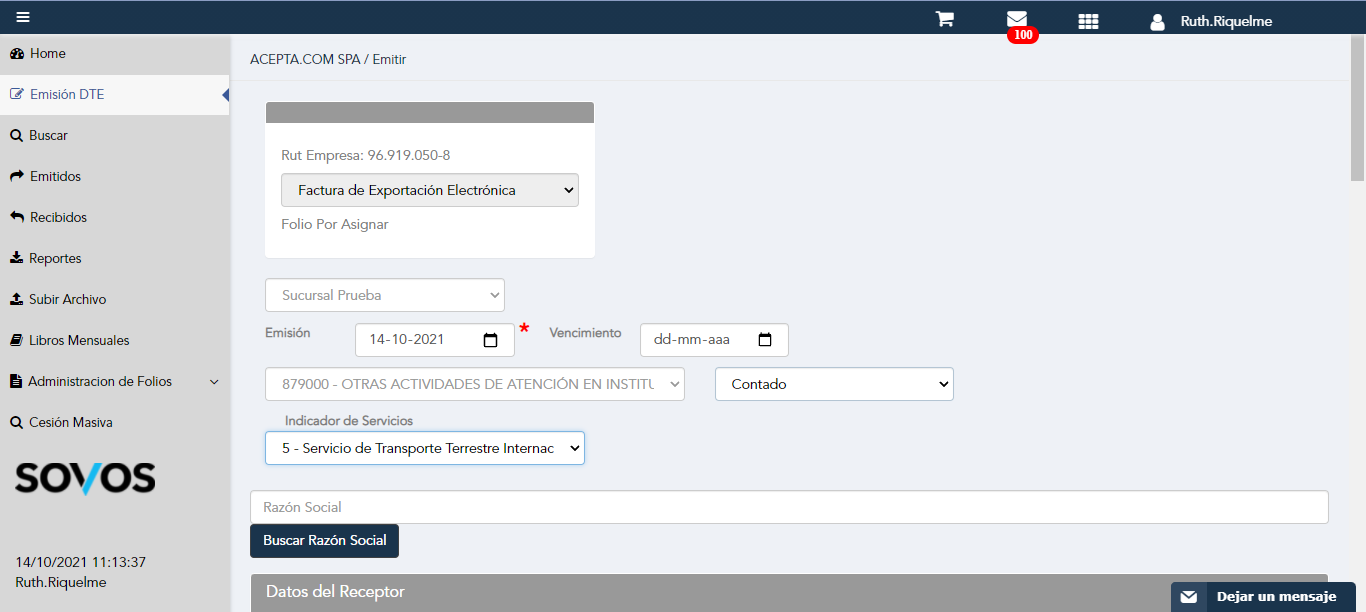 Ruth.Riquelme
100
Home
ACEPTA.COM SPA / Emitir
Emisión DTE
Buscar
Emitidos
Recibidos
Reportes
Subir Archivo
Libros Mensuales
Administracion de Folios
Cesión Masiva
SOVOS
14/10/2021 11:13:37
Ruth.Riquelme
Rut Empresa: 96.919.050-8
Factura de Exportación Electrónica
Folio Por Asignar
Sucursal Prueba
Emisión 14-10-2021 * Vencimiento dd-mm-aaa
879000 - OTRAS ACTIVIDADES DE ATENCIÓN EN INSTITU Contado
Indicador de Servicios
5 - Servicio de Transporte Terrestre Internac
Razón Social
Buscar Razón Social
Datos del Receptor
Dejar un mensaje